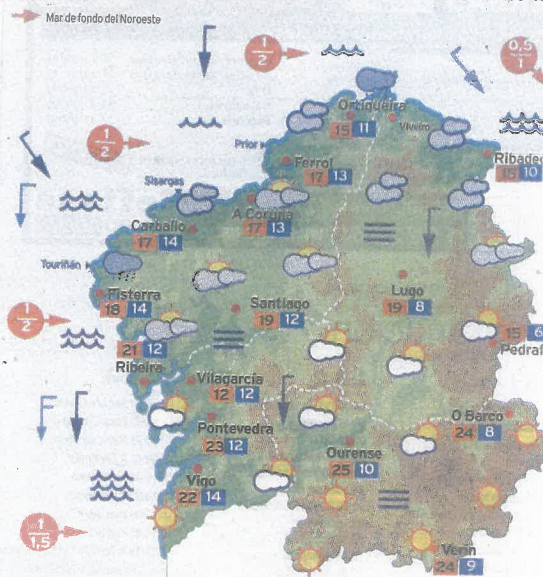 Mar de fondo del Noroeste
1
2
0,5
1
Ortiqueira
15 11
Viveiro
1
2
Prior
Ferrol
17 13
Ribadeo
15 10
Sisargas
A Coruña
17 13
Carballo
17 14
Touriñán
Fisterra
18 14
Lugo
19 8
Santiago
19 12
1
2
21 12
Ribeira
15 6
Pedraf
Vilagarcía
12 12
Pontevedra
23 12
O Barco
24 8
Ourense
25 10
Vigo
22 14
1
1,5
Verín
24 9